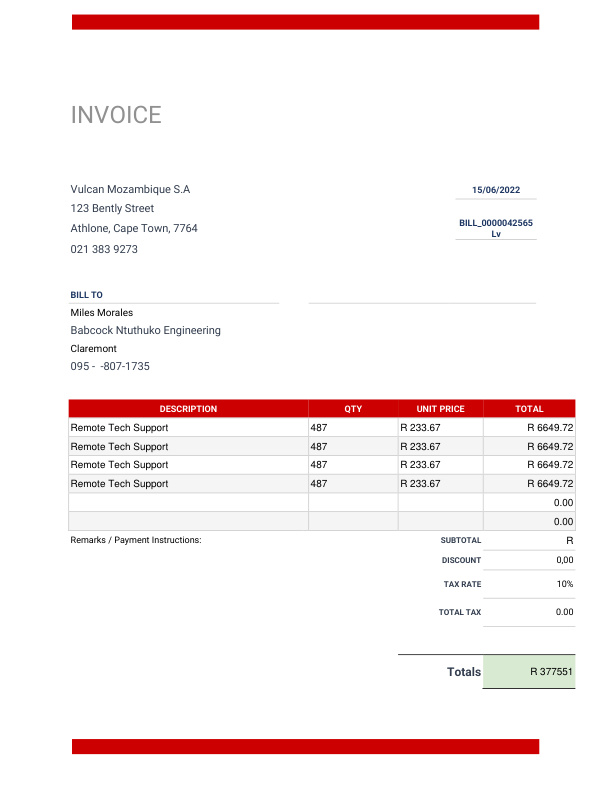 INVOICE
Vulcan Mozambique S.A
15/06/2022
123 Bently Street
Athlone, Cape Town, 7764
BILL_0000042565
Lv
021 383 9273
BILL TO
Miles Morales
Babcock Ntuthuko Engineering
Claremont
095 -  -807-1735
DESCRIPTION QTY UNIT PRICE TOTAL
Remote Tech Support 487 R 233.67 R 6649.72
Remote Tech Support 487 R 233.67 R 6649.72
Remote Tech Support 487 R 233.67 R 6649.72
Remote Tech Support 487 R 233.67 R 6649.72
0.00
0.00
Remarks / Payment Instructions: SUBTOTAL R
DISCOUNT 0,00
TAX RATE 10%
TOTAL TAX 0.00
Totals R 377551